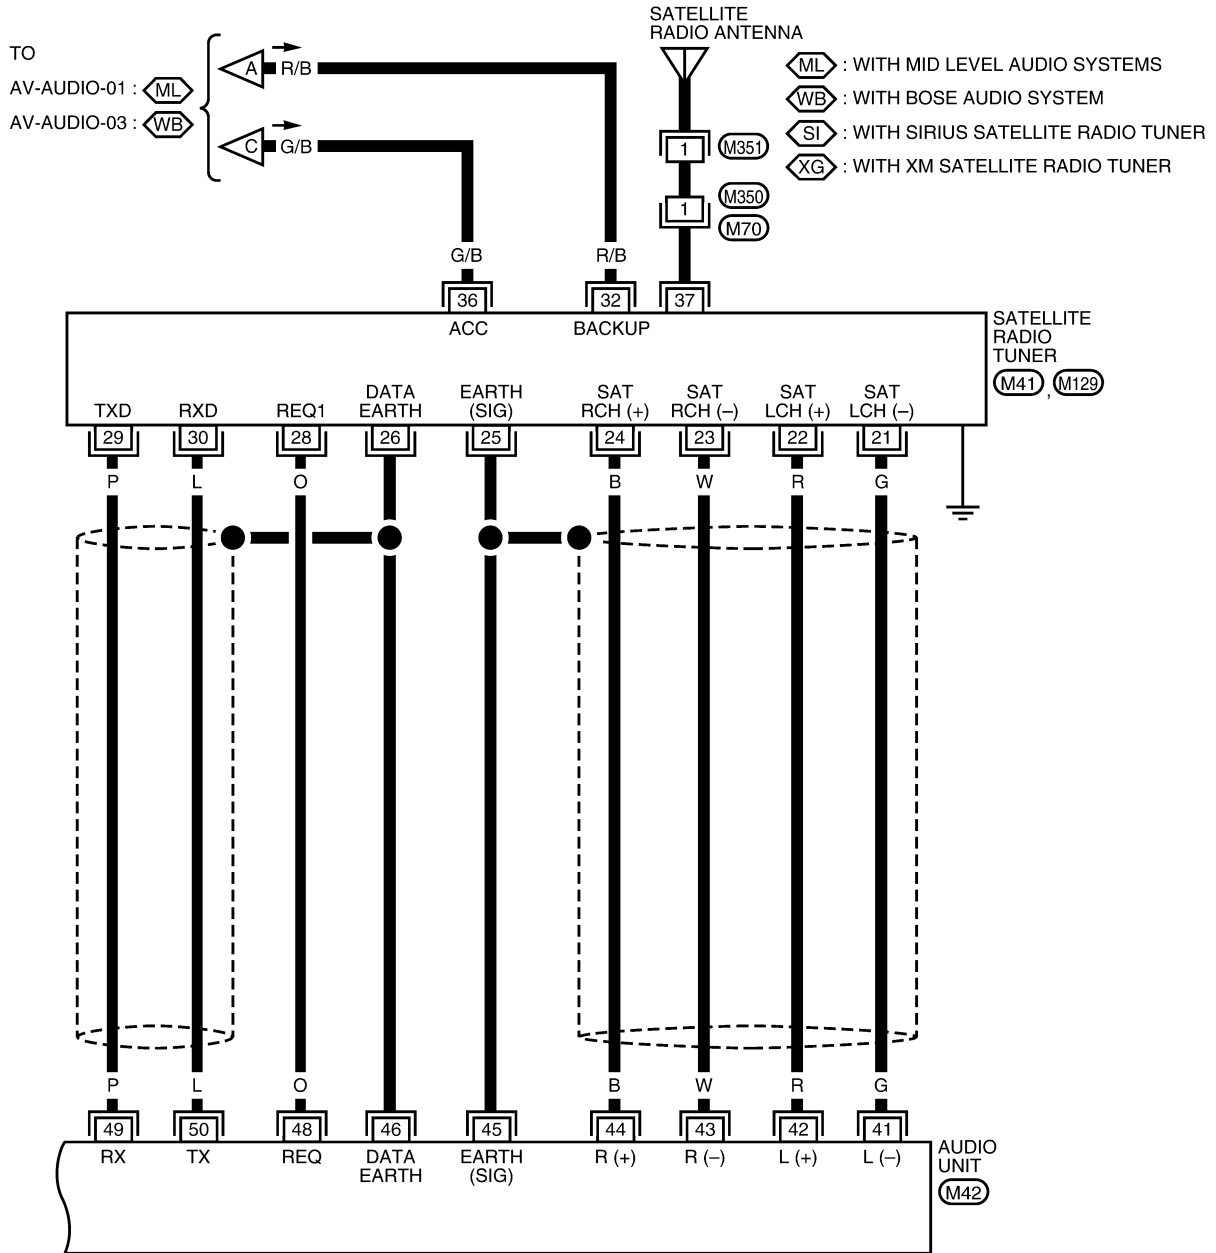 SATELLITE
RADIO ANTENNA
TO
AV-AUDIO-01 : ML
AV-AUDIO-03 : WB
A R/B
C G/B
ML : WITH MID LEVEL AUDIO SYSTEMS
WB : WITH BOSE AUDIO SYSTEM
SI : WITH SIRIUS SATELLITE RADIO TUNER
XG : WITH XM SATELLITE RADIO TUNER
1 M351
1 M350
M70
G/B R/B
36 32 37
ACC BACKUP
SATELLITE
RADIO
TUNER
M41 , M129
TXD RXD REQ1 DATA
EARTH EARTH
(SIG) SAT
RCH (+) SAT
RCH (–) SAT
LCH (+) SAT
LCH (–)
29 30 28 26 25 24 23 22 21
P L O B W R G
P L O B W R G
49 50 48 46 45 44 43 42 41
RX TX REQ DATA
EARTH EARTH
(SIG) R (+) R (–) L (+) L (–)
AUDIO
UNIT
M42